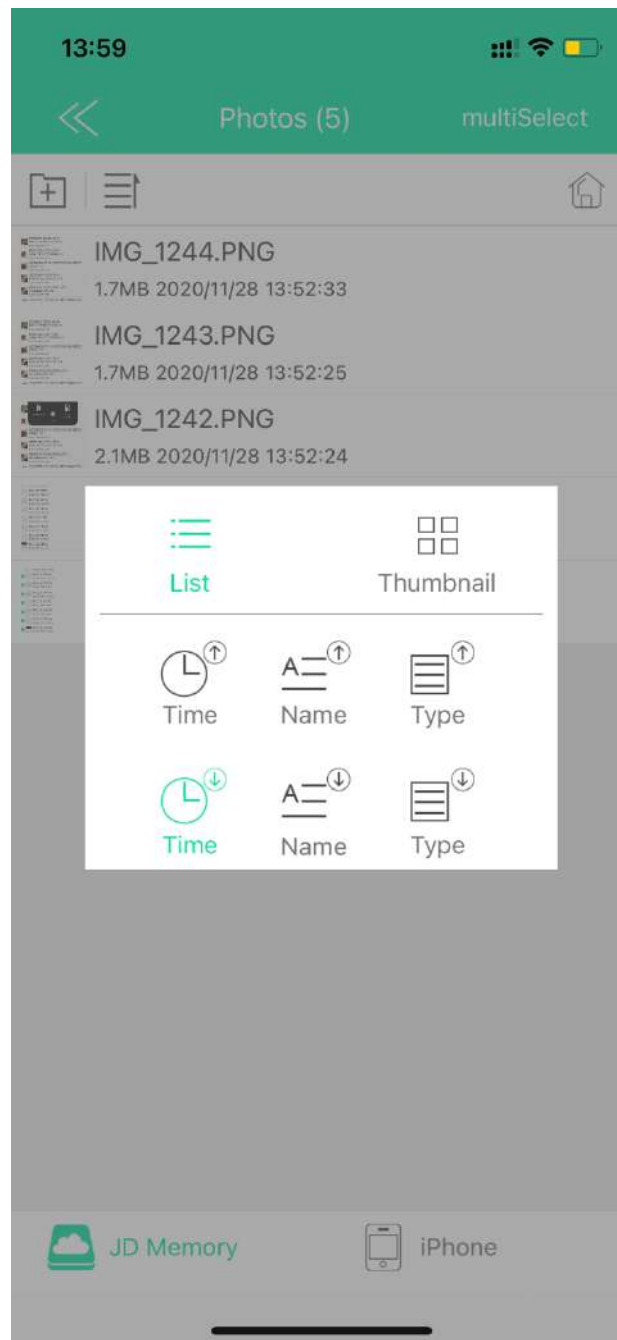 13:59
Photos (5)
multiSelect
IMG_1244.PNG
1.7MB 2020/11/28 13:52:33
IMG_1243.PNG
1.7MB 2020/11/28 13:52:25
IMG_1242.PNG
2.1MB 2020/11/28 13:52:24
List
Thumbnail
Time
Name
Type
Time
Name
Type
JD Memory
iPhone